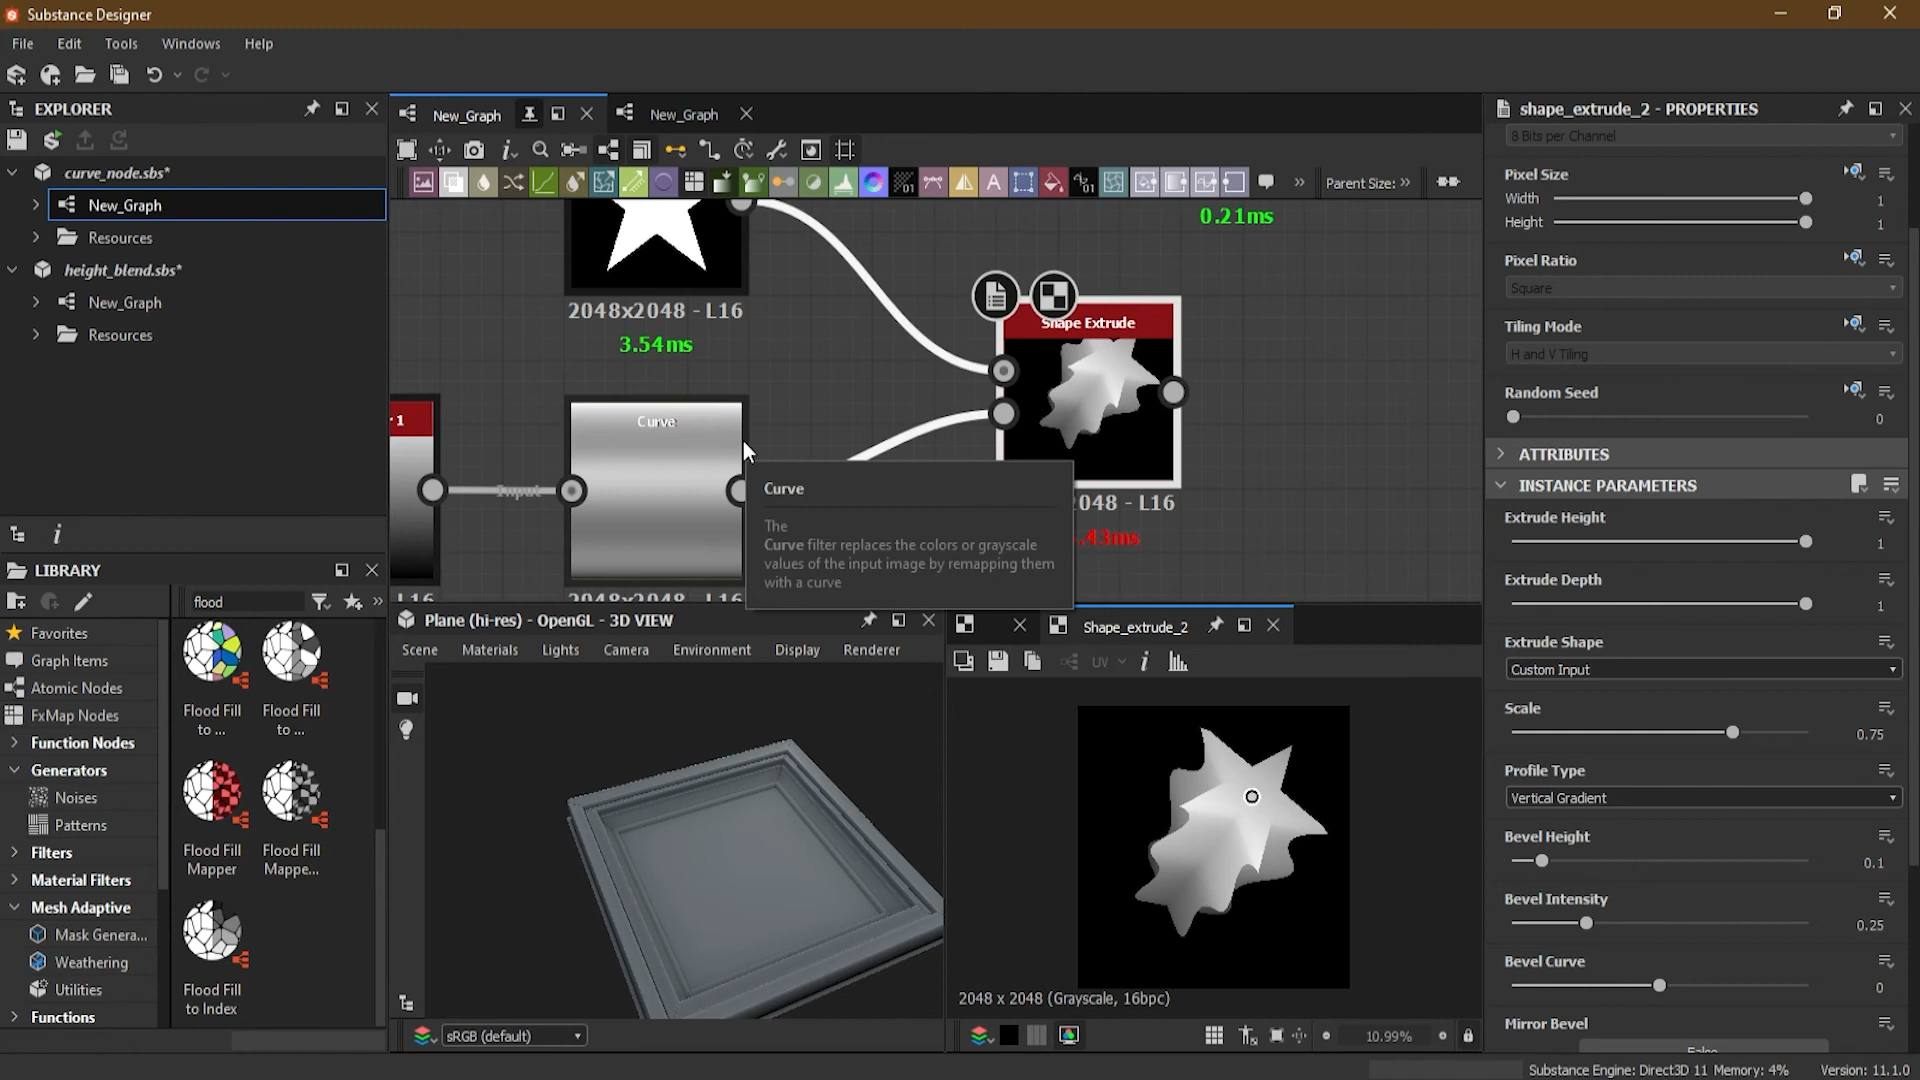 Substance Designer
File Edit Tools Windows Help
EXPLORER
curve_node.sbs*
New_Graph
Resources
height_blend.sbs*
New_Graph
Resources
LIBRARY
flood
Favorites
Graph Items
Atomic Nodes
FxMap Nodes
Function Nodes
Generators
Noises
Patterns
Filters
Material Filters
Mesh Adaptive
Mask Genera...
Weathering
Utilities
Functions
Flood Fill to ...
Flood Fill to ...
Flood Fill Mapper
Flood Fill Mappe...
Flood Fill to Index
New_Graph New_Graph
Parent Size:
2048x2048 - L16
3.54ms
0.21ms
Shape Extrude
1
Input
Curve
048 - L16
.43ms
Curve
The
Curve filter replaces the colors or grayscale
values of the input image by remapping them
with a curve
L16
2048x2048 - L16
Plane (hi-res) - OpenGL - 3D VIEW
Scene Materials Lights Camera Environment Display Renderer
sRGB (default)
Shape_extrude_2
UV
2048 x 2048 (Grayscale, 16bpc)
10.99%
shape_extrude_2 - PROPERTIES
8 Bits per Channel
Pixel Size
Width 1
Height 1
Pixel Ratio
Square
Tiling Mode
H and V Tiling
Random Seed
0
ATTRIBUTES
INSTANCE PARAMETERS
Extrude Height
1
Extrude Depth
1
Extrude Shape
Custom Input
Scale
0.75
Profile Type
Vertical Gradient
Bevel Height
0.1
Bevel Intensity
0.25
Bevel Curve
0
Mirror Bevel
False
Substance Engine: Direct3D 11 Memory: 4% Version: 11.1.0